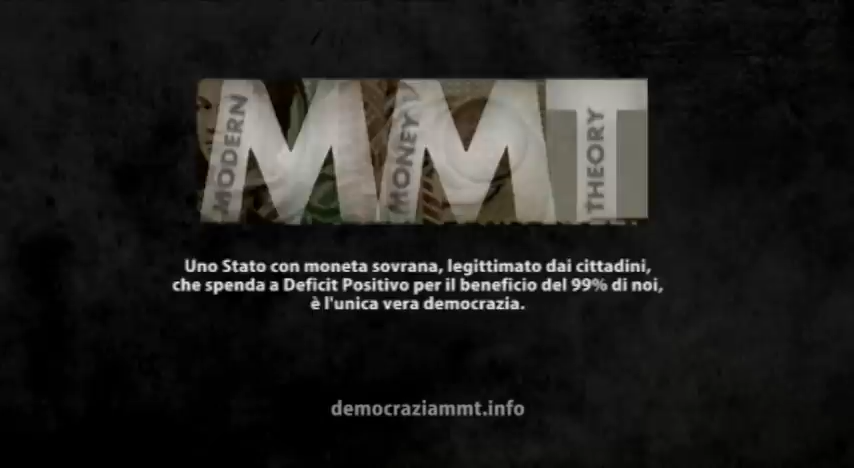 MMT
MODERN
MONEY
THEORY
Uno Stato con moneta sovrana, legittimato dai cittadini,
che spenda a Deficit Positivo per il beneficio del 99% di noi,
è l'unica vera democrazia.
democraziammt.info